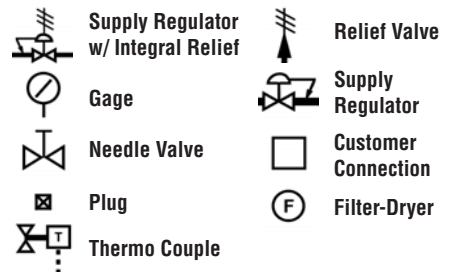 Supply Regulator
w/ Integral Relief
Gage
Needle Valve
Plug
T
Thermo Couple
Relief Valve
Supply
Regulator
Customer
Connection
F
Filter-Dryer